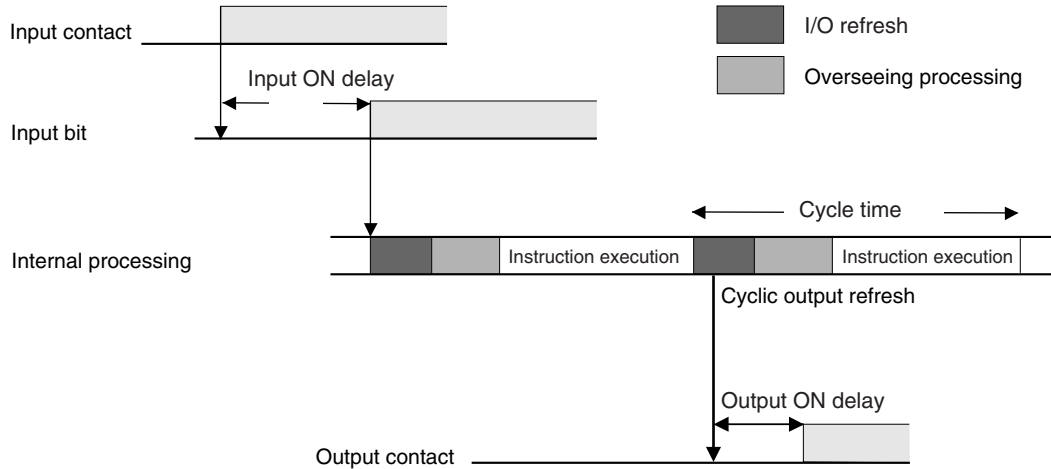 Input contact
I/O refresh
Overseeing processing
Input ON delay
Input bit
Cycle time
Internal processing
Instruction execution
Instruction execution
Cyclic output refresh
Output ON delay
Output contact